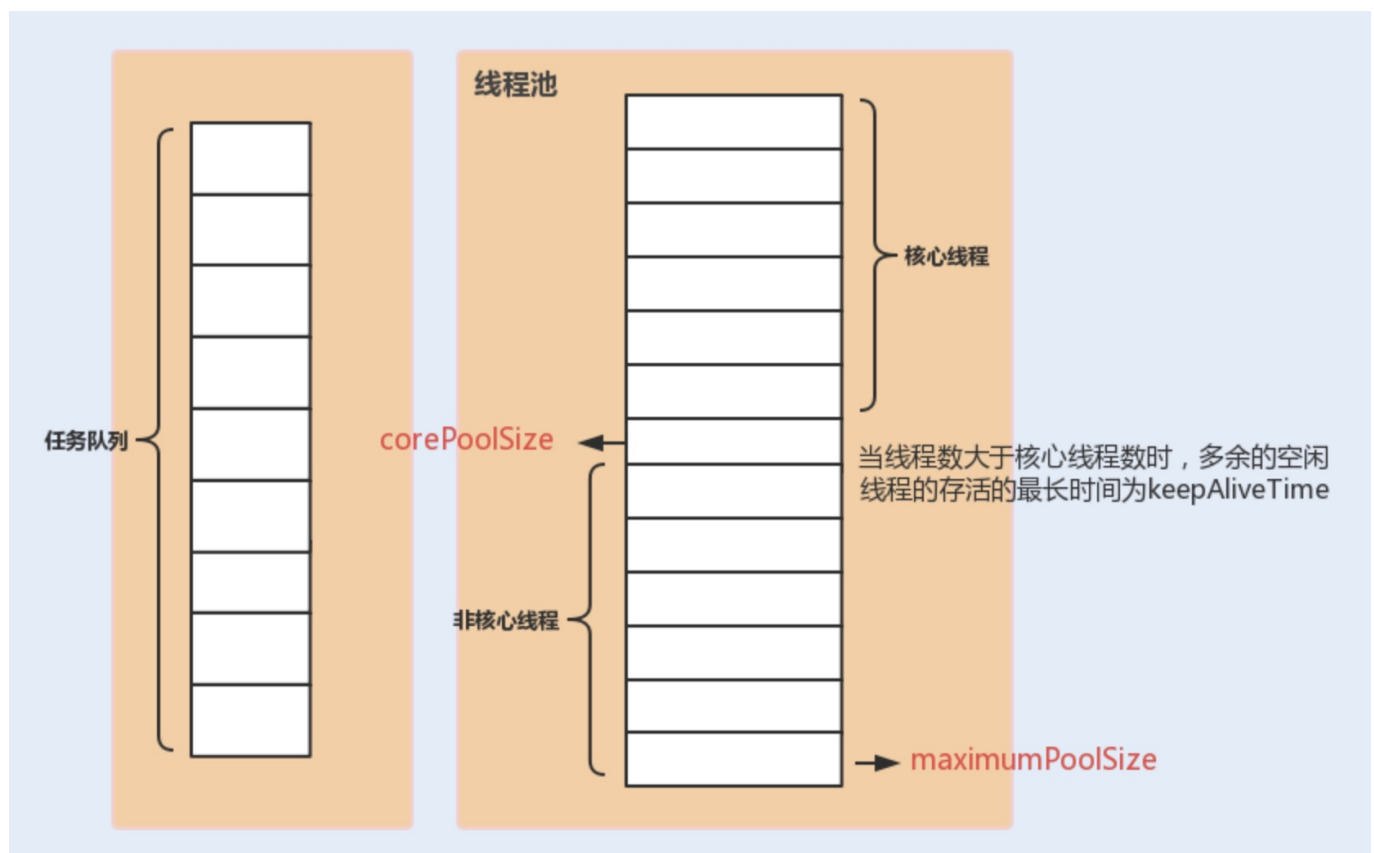 线程池
核心线程
任务队列
corePoolSize
当线程数大于核心线程数时，多余的空闲
线程的存活的最长时间为keepAliveTime
非核心线程
maximumPoolSize